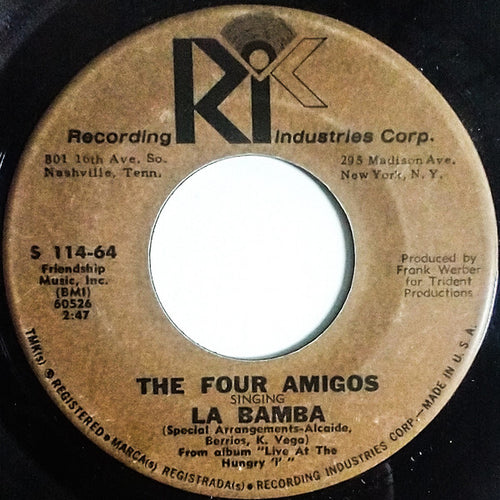 RIC
Recording Industries Corp.
801 16th Ave. So.
Nashville, Tenn.
295 Madison Ave.
New York, N. Y.
S 114-64
Friendship
Music, Inc.
(BMI)
60526
2:47
Produced by
Frank Werber
for Trident
Productions
THE FOUR AMIGOS
SINGING
LA BAMBA
(Special Arrangements-Alcaide,
Berrios, K. Vega)
From album "Live At The
Hungry 'I' "
TMK(s) ® REGISTERED • MARCA(s) REGISTRADA(s) ® RECORDING INDUSTRIES CORP.—MADE IN U.S.A.